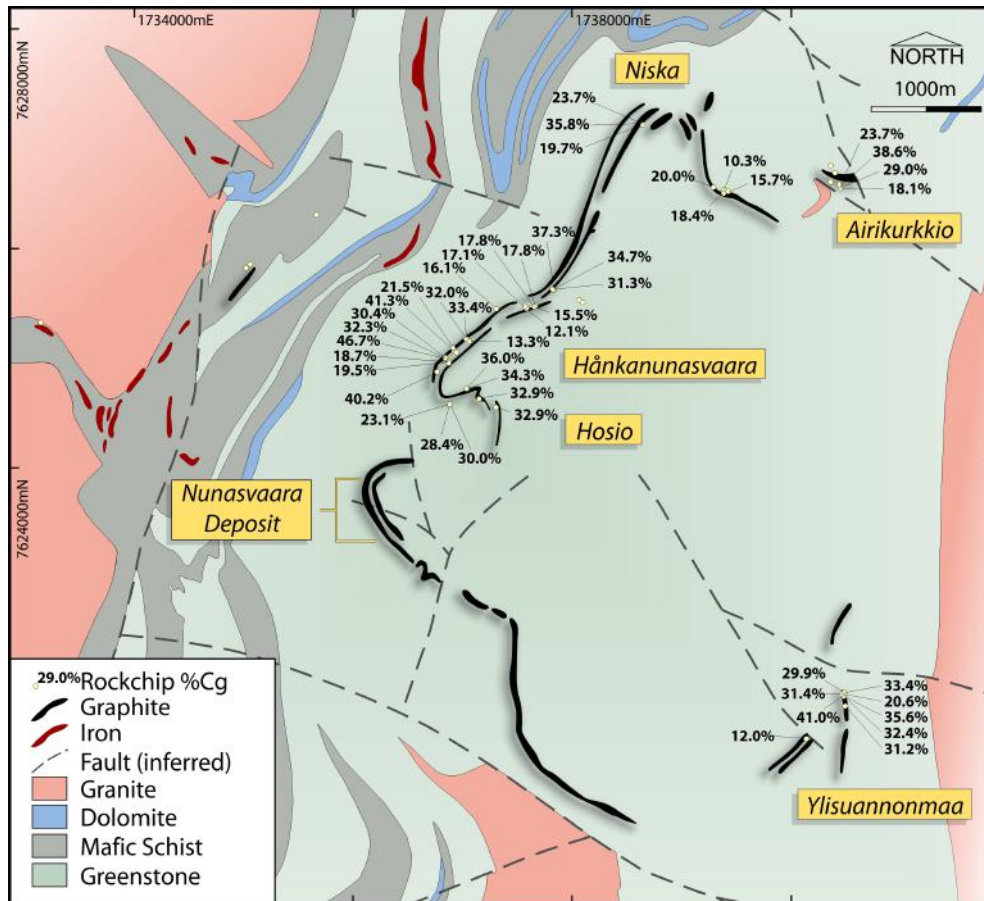 1734000mE
1738000mE
7628000mN
7624000mN
NORTH
1000m
Niska
23.7%
35.8%
19.7%
20.0%
10.3%
15.7%
18.4%
23.7%
38.6%
29.0%
18.1%
Airikurkkio
37.3%
17.8%
17.8%
17.1%
16.1%
34.7%
31.3%
15.5%
12.1%
21.5%
32.0%
41.3%
33.4%
30.4%
32.3%
46.7%
18.7%
19.5%
13.3%
36.0%
34.3%
40.2%
32.9%
32.9%
23.1%
28.4%
30.0%
Hånkanunasvaara
Hosio
Nunasvaara
Deposit
29.9%
31.4%
41.0%
12.0%
33.4%
20.6%
35.6%
32.4%
31.2%
Ylisuannonmaa
29.0% Rockchip %Cg
Graphite
Iron
Fault (inferred)
Granite
Dolomite
Mafic Schist
Greenstone